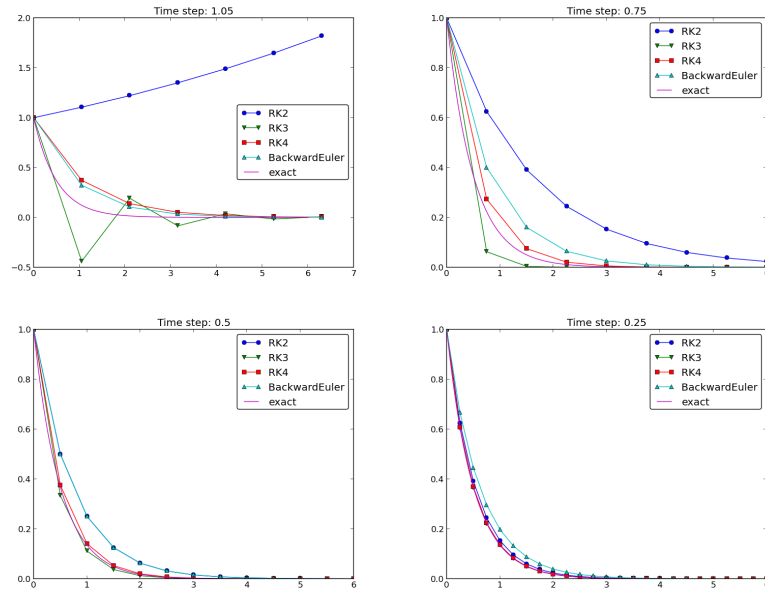 Time step: 1.05
2.0
1.5
1.0
0.5
0.0
−0.5
0 1 2 3 4 5 6 7
RK2
RK3
RK4
BackwardEuler
exact
Time step: 0.75
1.0
0.8
0.6
0.4
0.2
0.0
0 1 2 3 4 5
RK2
RK3
RK4
BackwardEuler
exact
Time step: 0.5
1.0
0.8
0.6
0.4
0.2
0.0
0 1 2 3 4 5 6
RK2
RK3
RK4
BackwardEuler
exact
Time step: 0.25
1.0
0.8
0.6
0.4
0.2
0.0
0 1 2 3 4 5
RK2
RK3
RK4
BackwardEuler
exact